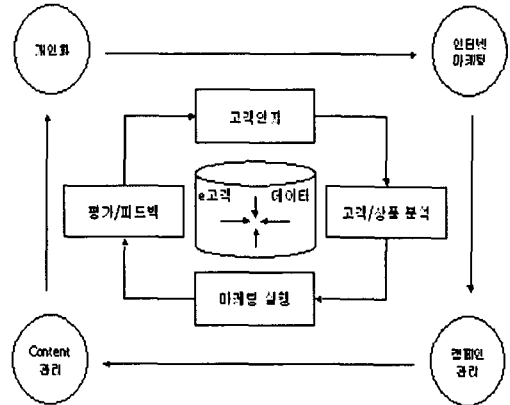 개인화
인터넷
마케팅
고객인지
e고객 데이터
평가/피드백
고객/상품 분석
마케팅 실행
Content
관리
캠페인
관리